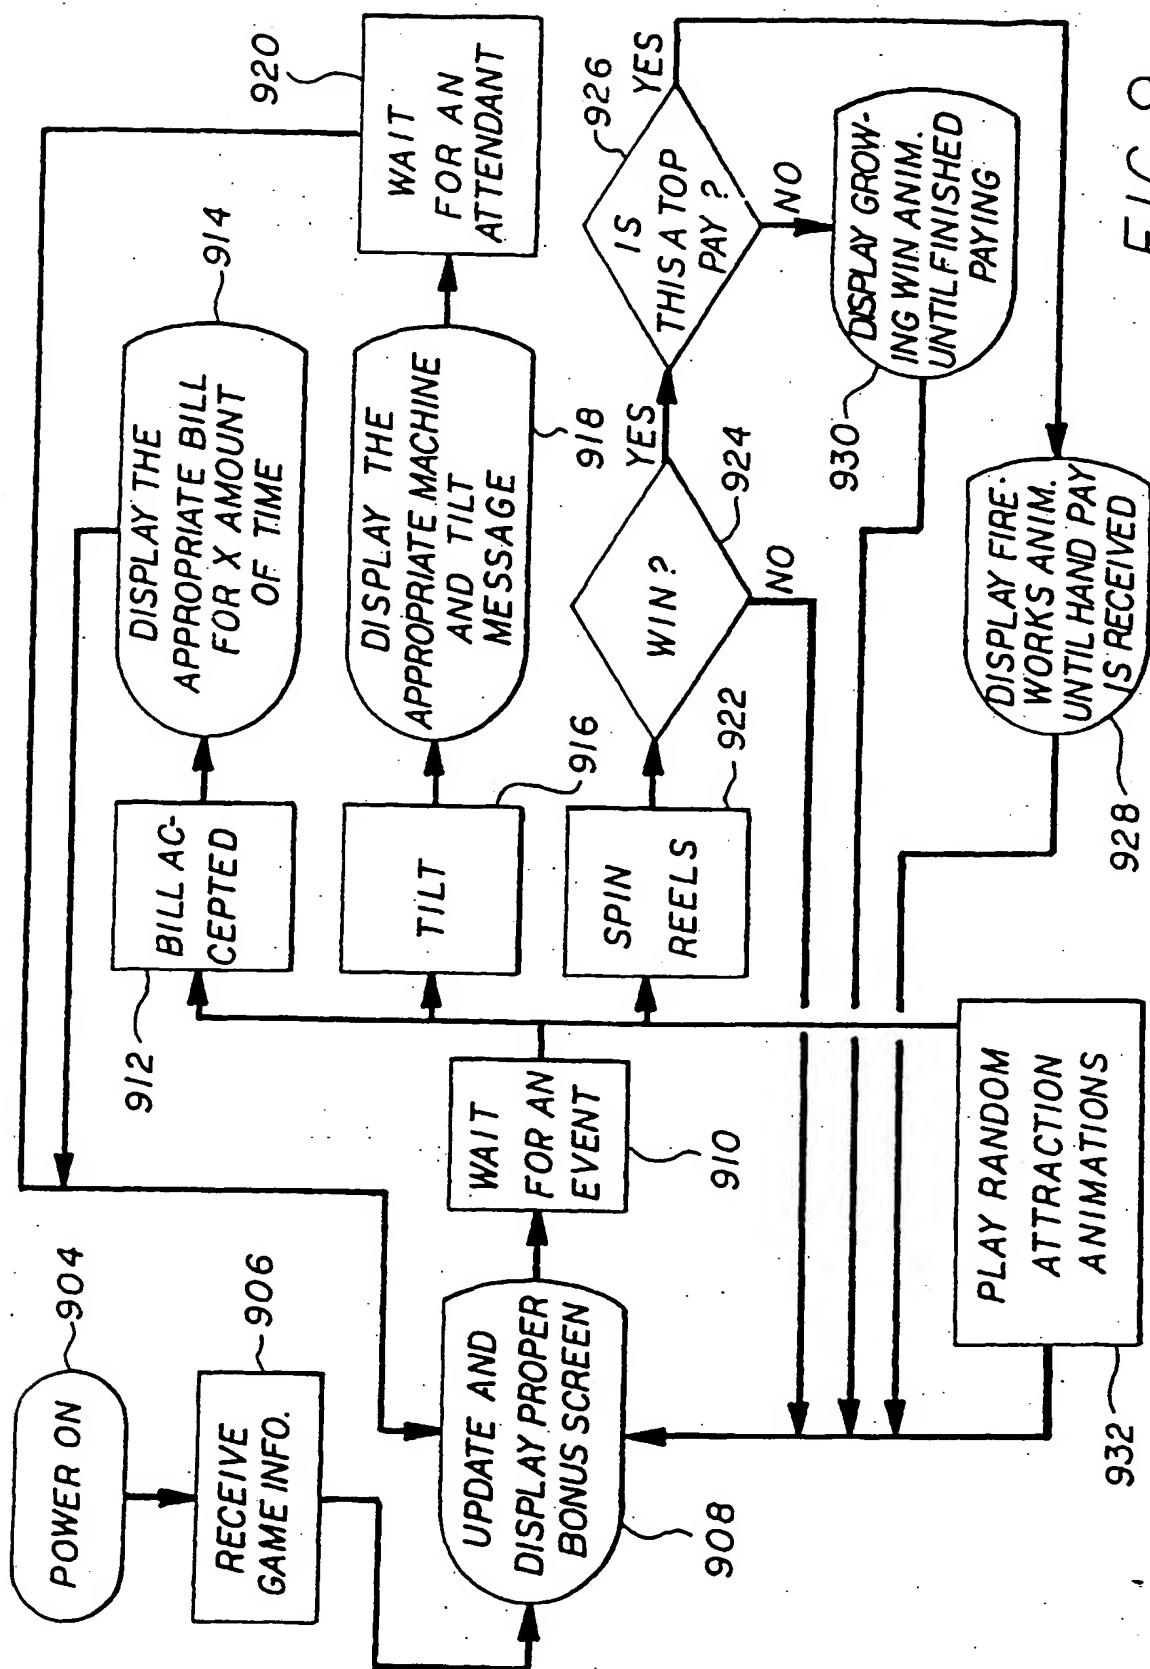 POWER ON
904
RECEIVE
GAME INFO.
906
UPDATE AND
DISPLAY PROPER
BONUS SCREEN
908
WAIT
FOR AN
EVENT
910
BILL AC-
CEPTED
912
DISPLAY THE
APPROPRIATE BILL
FOR X AMOUNT
OF TIME
914
TILT
916
DISPLAY THE
APPROPRIATE MACHINE
AND TILT
MESSAGE
918
WAIT
FOR AN
ATTENDANT
920
SPIN
REELS
922
WIN?
924
YES
NO
IS
THIS A TOP
PAY?
926
YES
NO
DISPLAY GROW-
ING WIN ANIM.
UNTIL FINISHED
PAYING
930
DISPLAY FIRE-
WORKS ANIM.
UNTIL HAND PAY
IS RECEIVED
928
PLAY RANDOM
ATTRACTION
ANIMATIONS
932